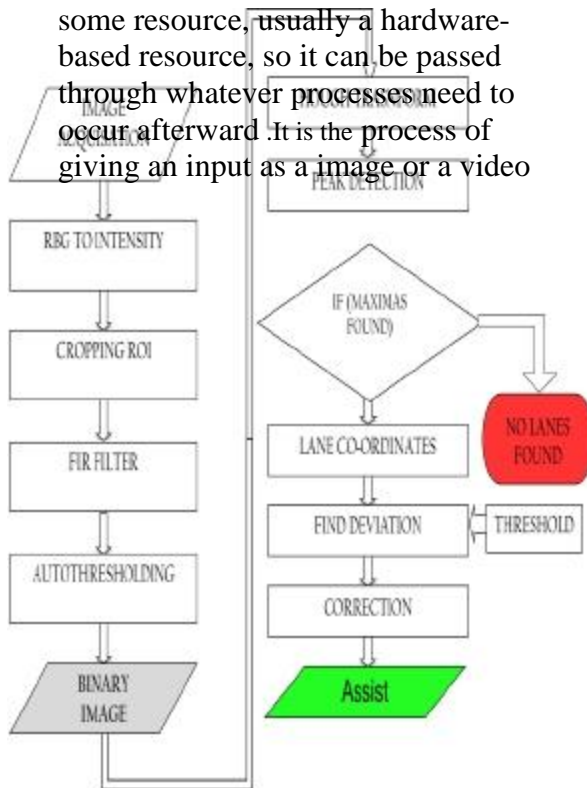 some resource, usually a hardware-
based resource, so it can be passed
through whatever processes need to
occur afterward .It is the process of
giving an input as a image or a video
IMAGE
ACQUISATION
RBG TO INTENSITY
CROPPING ROI
FIR FILTER
AUTOTHRESHOLDING
BINARY
IMAGE
PEAK DETECTION
IF (MAXIMAS
FOUND)
NO LANES
FOUND
LANE CO-ORDINATES
FIND DEVIATION
THRESHOLD
CORRECTION
Assist